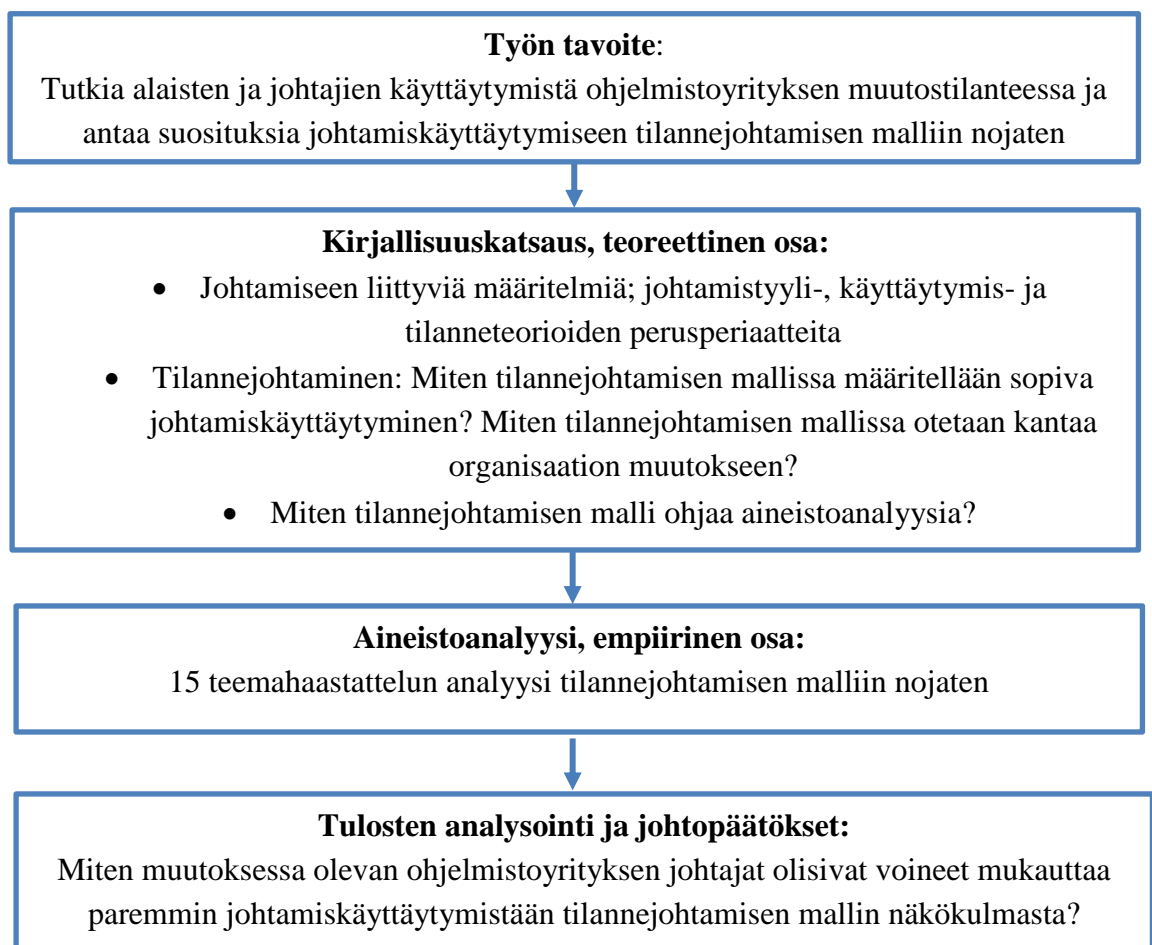 Työn tavoite:
Tutkia alaisten ja johtajien käyttäytymistä ohjelmistoyrityksen muutostilanteessa ja
antaa suosituksia johtamiskäyttäytymiseen tilannejohtamisen malliin nojaten
Kirjallisuuskatsaus, teoreettinen osa:
• Johtamiseen liittyviä määritelmiä; johtamistyyli-, käyttäytymis- ja
tilanneteorioiden perusperiaatteita
• Tilannejohtaminen: Miten tilannejohtamisen mallissa määritellään sopiva
johtamiskäyttäytyminen? Miten tilannejohtamisen mallissa otetaan kantaa
organisaation muutokseen?
• Miten tilannejohtamisen malli ohjaa aineistoanalyysia?
Aineistoanalyysi, empiirinen osa:
15 teemahaastattelun analyysi tilannejohtamisen malliin nojaten
Tulosten analysointi ja johtopäätökset:
Miten muutoksessa olevan ohjelmistoyrityksen johtajat olisivat voineet mukauttaa
paremmin johtamiskäyttäytymistään tilannejohtamisen mallin näkökulmasta?